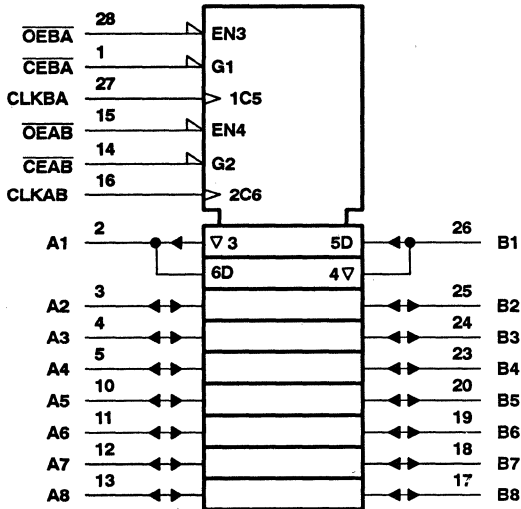 OEBA 28 EN3
CEBA 1 G1
CLKBA 27 1C5
OEAB 15 EN4
CEAB 14 G2
CLKAB 16 2C6
A1 2 ▽ 3 5D 26 B1
6D 4 ▽
A2 3 25 B2
A3 4 24 B3
A4 5 23 B4
A5 10 20 B5
A6 11 19 B6
A7 12 18 B7
A8 13 17 B8